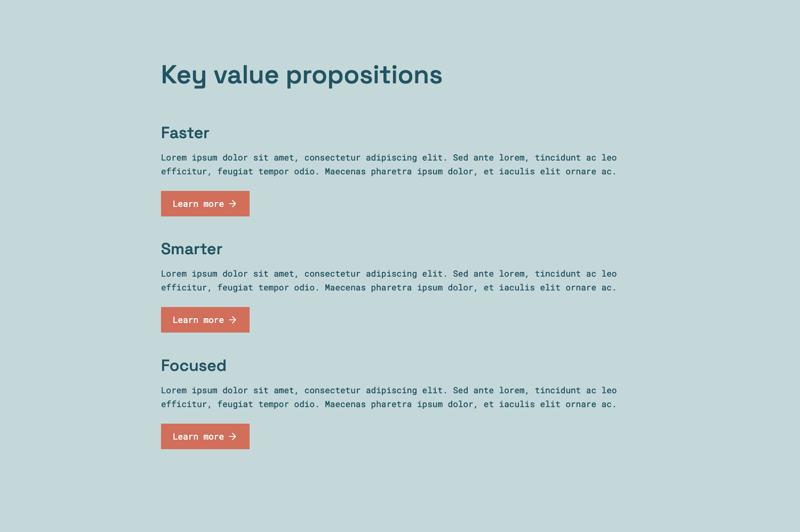 Key value propositions
Faster
Lorem ipsum dolor sit amet, consectetur adipiscing elit. Sed ante lorem, tincidunt ac leo
efficitur, feugiat tempor odio. Maecenas pharetra ipsum dolor, et iaculis elit ornare ac.
Learn more →
Smarter
Lorem ipsum dolor sit amet, consectetur adipiscing elit. Sed ante lorem, tincidunt ac leo
efficitur, feugiat tempor odio. Maecenas pharetra ipsum dolor, et iaculis elit ornare ac.
Learn more →
Focused
Lorem ipsum dolor sit amet, consectetur adipiscing elit. Sed ante lorem, tincidunt ac leo
efficitur, feugiat tempor odio. Maecenas pharetra ipsum dolor, et iaculis elit ornare ac.
Learn more →